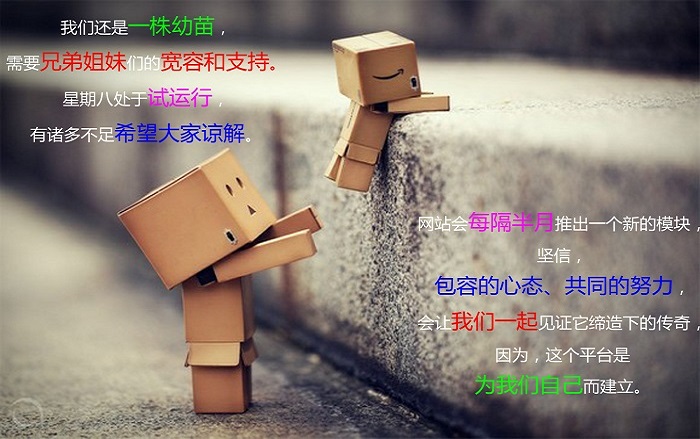 我们还是一株幼苗，
需要兄弟姐妹们的宽容和支持。
星期八处于试运行，
有诸多不足希望大家谅解。
网站会每隔半月推出一个新的模块，
坚信，
包容的心态、共同的努力，
会让我们一起见证它缔造下的传奇，
因为，这个平台是
为我们自己而建立。